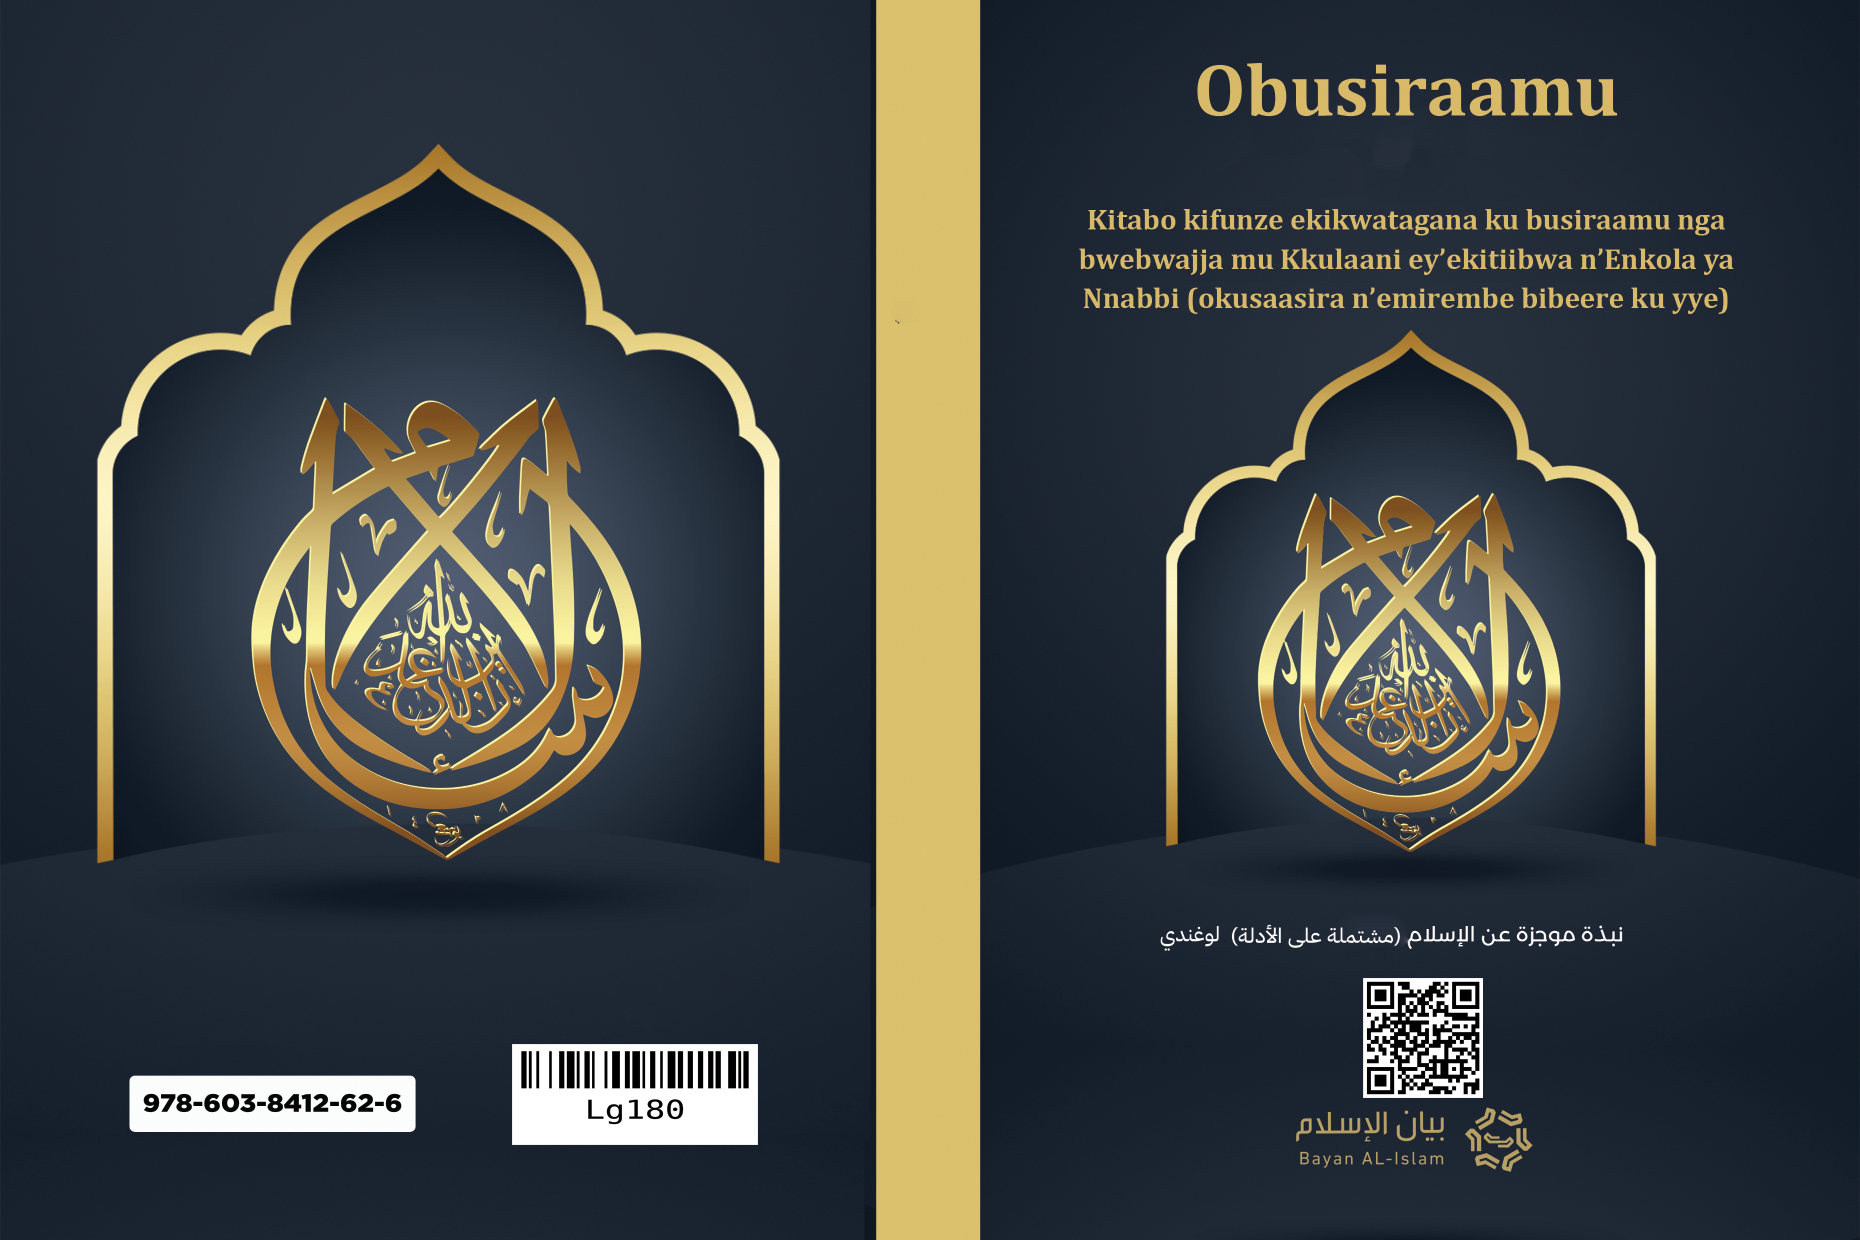 Obusiraamu
Kitabo kifunze ekikwatagana ku busiraamu nga
bwebwajja mu Kkulaani ey’ekitiibwa n’Enkola ya
Nnabbi (okusaasira n’emirembe bibeere ku yye)
نبذة موجزة عن الإسلام (مشتملة على الأدلة) لوغندي
بيان الإسلام
Bayan AL-Islam
978-603-8412-62-6
Lg180